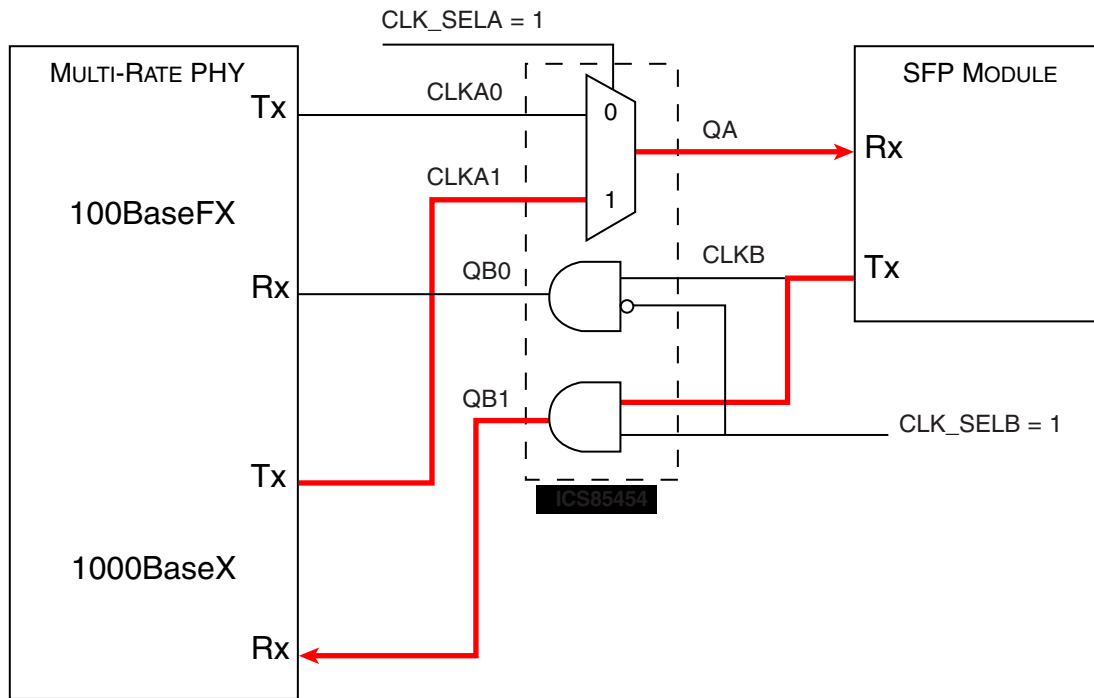 CLK_SELA = 1
MULTI-RATE PHY
SFP MODULE
Tx
CLKA0
0
QA
Rx
CLKA1
1
100BaseFX
QB0
CLKB
Tx
Rx
QB1
CLK_SELB = 1
Tx
ICS85454
1000BaseX
Rx